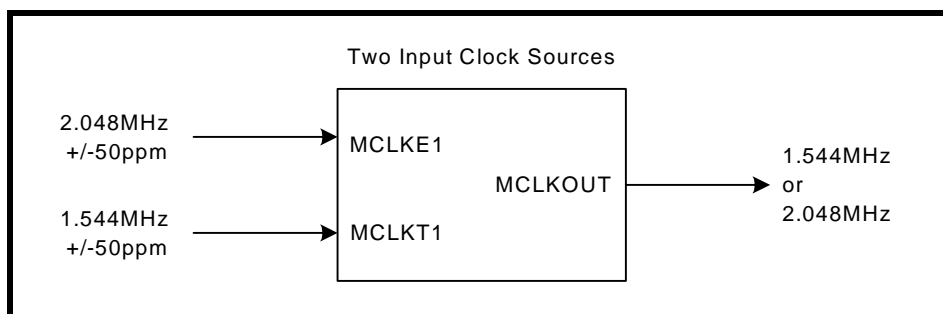 Two Input Clock Sources
2.048MHz
+/-50ppm
MCLKE1
MCLKOUT
1.544MHz
or
2.048MHz
1.544MHz
+/-50ppm
MCLKT1